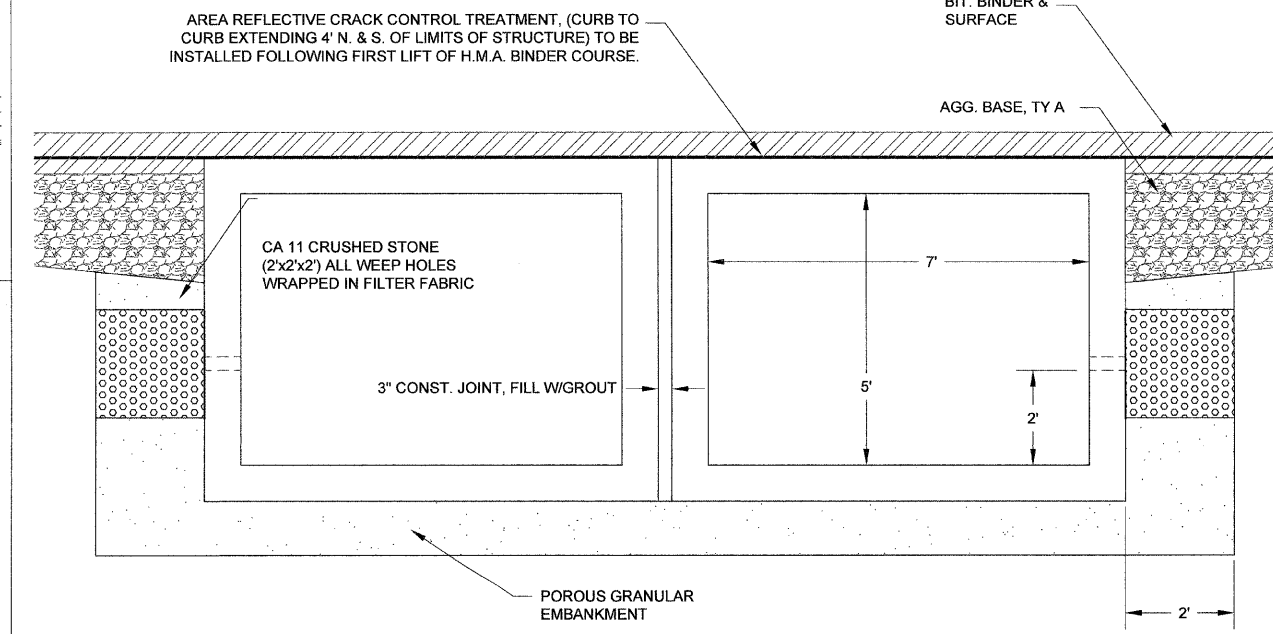 AREA REFLECTIVE CRACK CONTROL TREATMENT, (CURB TO
CURB EXTENDING 4' N. & S. OF LIMITS OF STRUCTURE) TO BE
INSTALLED FOLLOWING FIRST LIFT OF H.M.A. BINDER COURSE.
BIT. BINDER &
SURFACE
AGG. BASE, TY A
CA 11 CRUSHED STONE
(2'x2'x2') ALL WEEP HOLES
WRAPPED IN FILTER FABRIC
7'
3" CONST. JOINT, FILL W/GROUT
5'
2'
POROUS GRANULAR
EMBANKMENT
2'